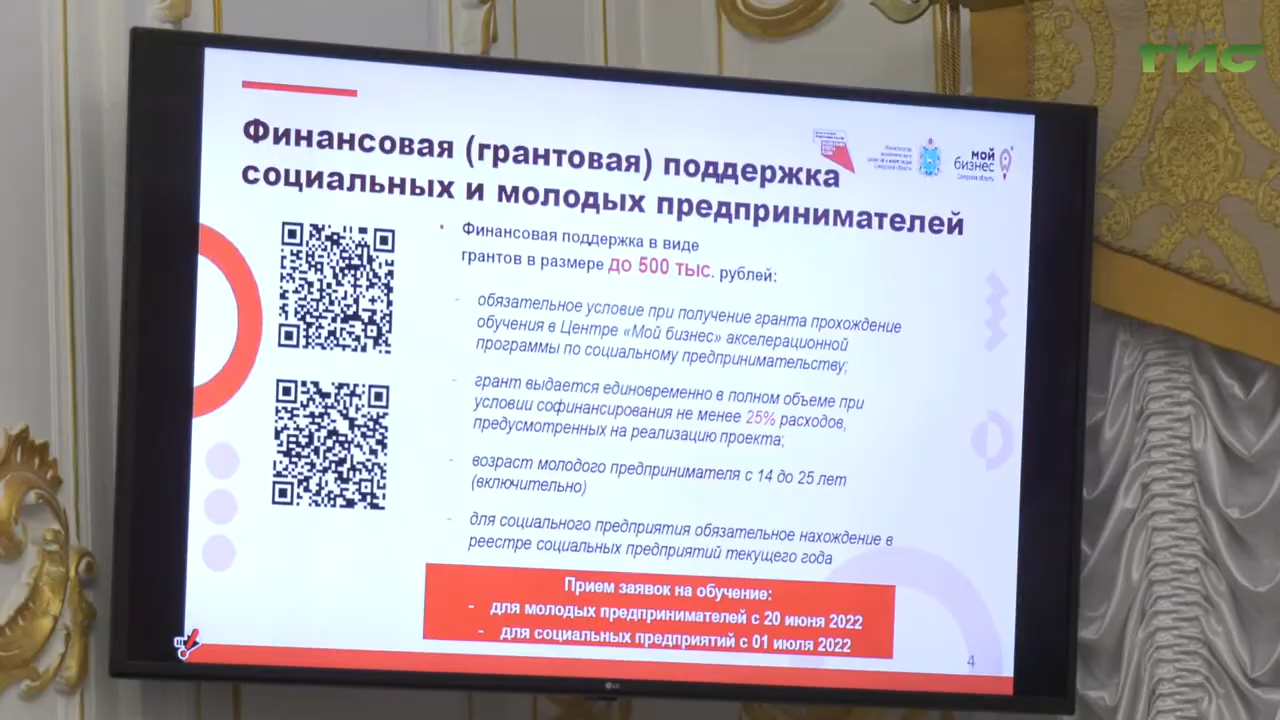 ГИС
Финансовая (грантовая) поддержка
социальных и молодых предпринимателей
мой
бизнес
Самарская область
Финансовая поддержка в виде
грантов в размере до 500 тыс. рублей:
- обязательное условие при получение гранта прохождение
обучения в Центре «Мой бизнес» акселерационной
программы по социальному предпринимательству;
- грант выдается единовременно в полном объеме при
условии софинансирования не менее 25% расходов,
предусмотренных на реализацию проекта;
- возраст молодого предпринимателя с 14 до 25 лет
(включительно)
- для социального предприятия обязательное нахождение в
реестре социальных предприятий текущего года
Прием заявок на обучение:
- для молодых предпринимателей с 20 июня 2022
- для социальных предприятий с 01 июля 2022
4
LG